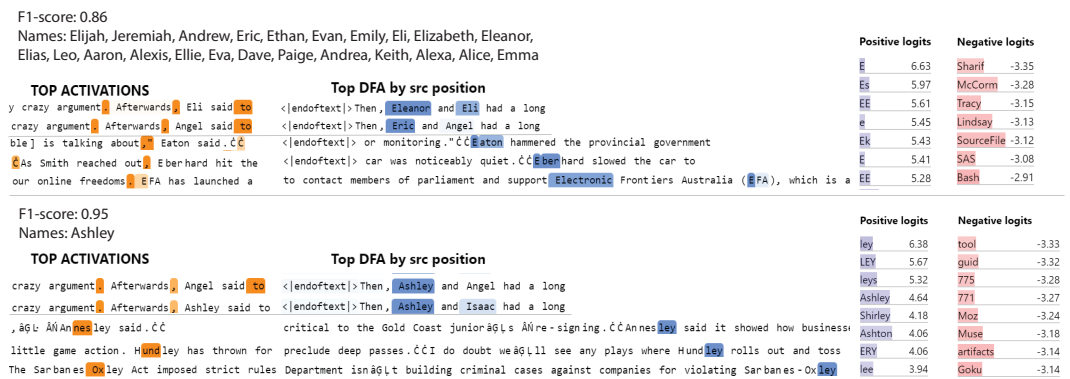 F1-score: 0.86
Names: Elijah, Jeremiah, Andrew, Eric, Ethan, Evan, Emily, Eli, Elizabeth, Eleanor,
Elias, Leo, Aaron, Alexis, Ellie, Eva, Dave, Paige, Andrea, Keith, Alexa, Alice, Emma
TOP ACTIVATIONS
y crazy argument. Afterwards, Eli said to
crazy argument. Afterwards, Angel said to
ble] is talking about," Eaton said.ĊĊ
ĊAs Smith reached out, Eberhard hit the
our online freedoms. EFA has launched a
Top DFA by src position
<|endoftext|>Then, Eleanor and Eli had a long
<|endoftext|>Then, Eric and Angel had a long
<|endoftext|> or monitoring."ĊĊEaton hammered the provincial government
<|endoftext|> car was noticeably quiet.ĊĊEberhard slowed the car to
to contact members of parliament and support Electronic Frontiers Australia (EFA), which is a
Positive logits
E 6.63
Es 5.97
EE 5.61
e 5.45
Ek 5.43
E 5.41
EE 5.28
Negative logits
Sharif -3.35
McCorm -3.28
Tracy -3.15
Lindsay -3.13
SourceFile -3.12
SAS -3.08
Bash -2.91
F1-score: 0.95
Names: Ashley
TOP ACTIVATIONS
crazy argument. Afterwards, Angel said to
crazy argument. Afterwards, Ashley said to
, âĢĿ ÂŃAnnesley said.ĊĊ
little game action. Hundley has thrown for
The Sarbanes Oxley Act imposed strict rules
Top DFA by src position
<|endoftext|>Then, Ashley and Angel had a long
<|endoftext|>Then, Ashley and Isaac had a long
critical to the Gold Coast juniorâĢĻs ÂŃre-signing.ĊĊAnnesley said it showed how businesse
preclude deep passes.ĊĊI do doubt weâĢĻll see any plays where Hundley rolls out and toss
Department isnâĢĻt building criminal cases against companies for violating Sarbanes-Oxley
Positive logits
ley 6.38
LEY 5.67
leys 5.32
Ashley 4.64
Shirley 4.18
Ashton 4.06
ERY 4.06
lee 3.94
Negative logits
tool -3.33
guid -3.32
775 -3.28
771 -3.27
Moz -3.24
Muse -3.18
artifacts -3.14
Goku -3.14